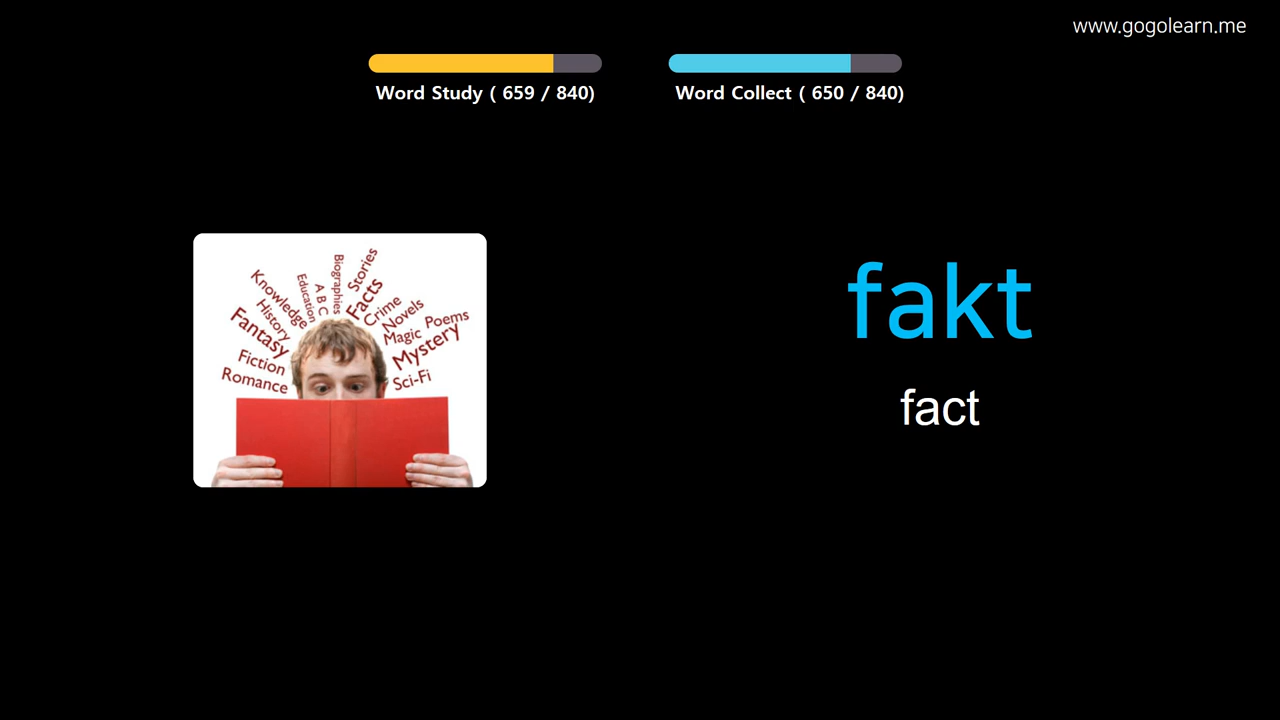 www.gogolearn.me
Word Study ( 659 / 840)
Word Collect ( 650 / 840)
Knowledge
History
Fantasy
Fiction
Romance
Education
A B C
Biographies
Stories
Facts
Crime
Novels
Magic
Poems
Mystery
Sci-Fi
fakt
fact